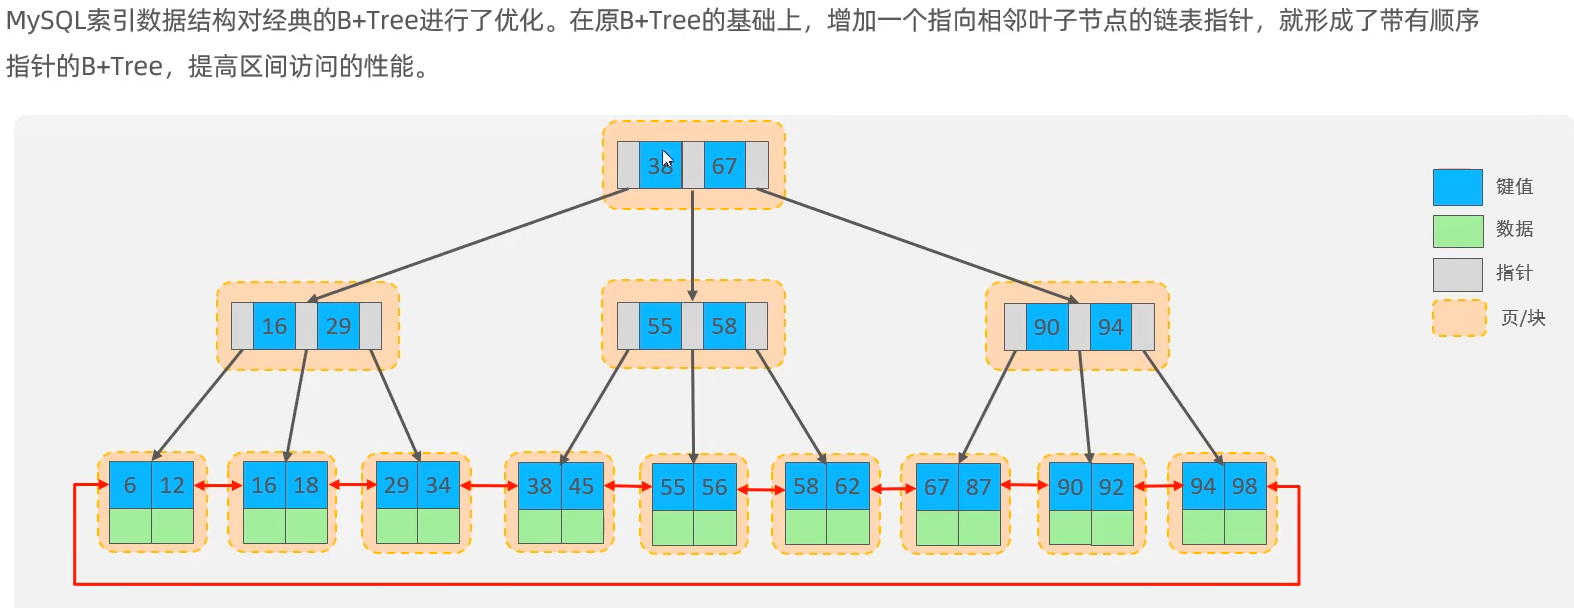 MySQL索引数据结构对经典的B+Tree进行了优化。在原B+Tree的基础上，增加一个指向相邻叶子节点的链表指针，就形成了带有顺序
指针的B+Tree，提高区间访问的性能。
38 67
键值
数据
指针
页/块
16 29 55 58 90 94
6 12 16 18 29 34 38 45 55 56 58 62 67 87 90 92 94 98